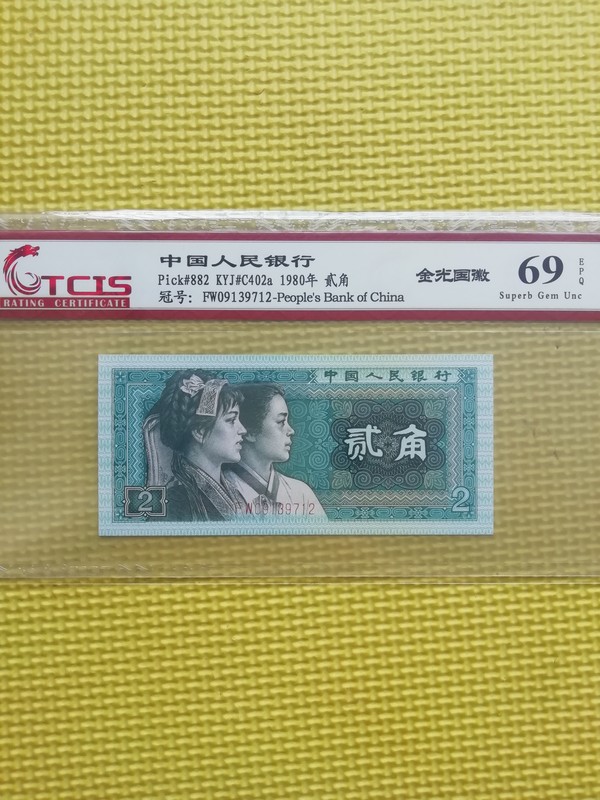 TCIS
RATING CERTIFICATE
中国人民银行
Pick#882 KYJ#C402a 1980年 贰角
冠号: FW09139712-People's Bank of China
金光国徽
69
EPQ
Superb Gem Unc
中国人民银行
贰角
2
FW09139712
2